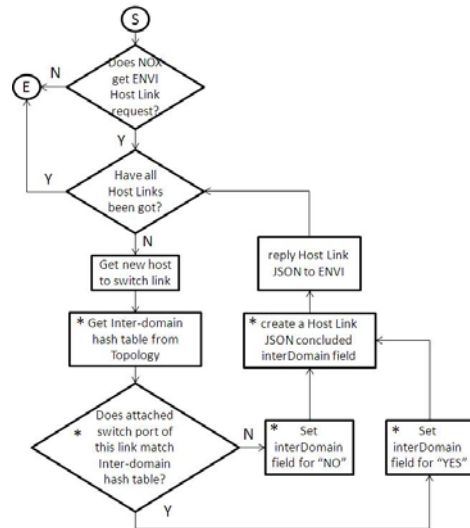 S
Does NOX
get ENVI
Host Link
request?
N
E
Y
Have all
Host Links
been got?
Y
N
Get new host
to switch link
reply Host Link
JSON to ENVI
* Get Inter-domain
hash table from
Topology
* create a Host Link
JSON concluded
interDomain field
Does attached
switch port of
* this link match
Inter-domain
hash table?
N
Y
* Set
interDomain
field for "NO"
* Set
interDomain
field for "YES"